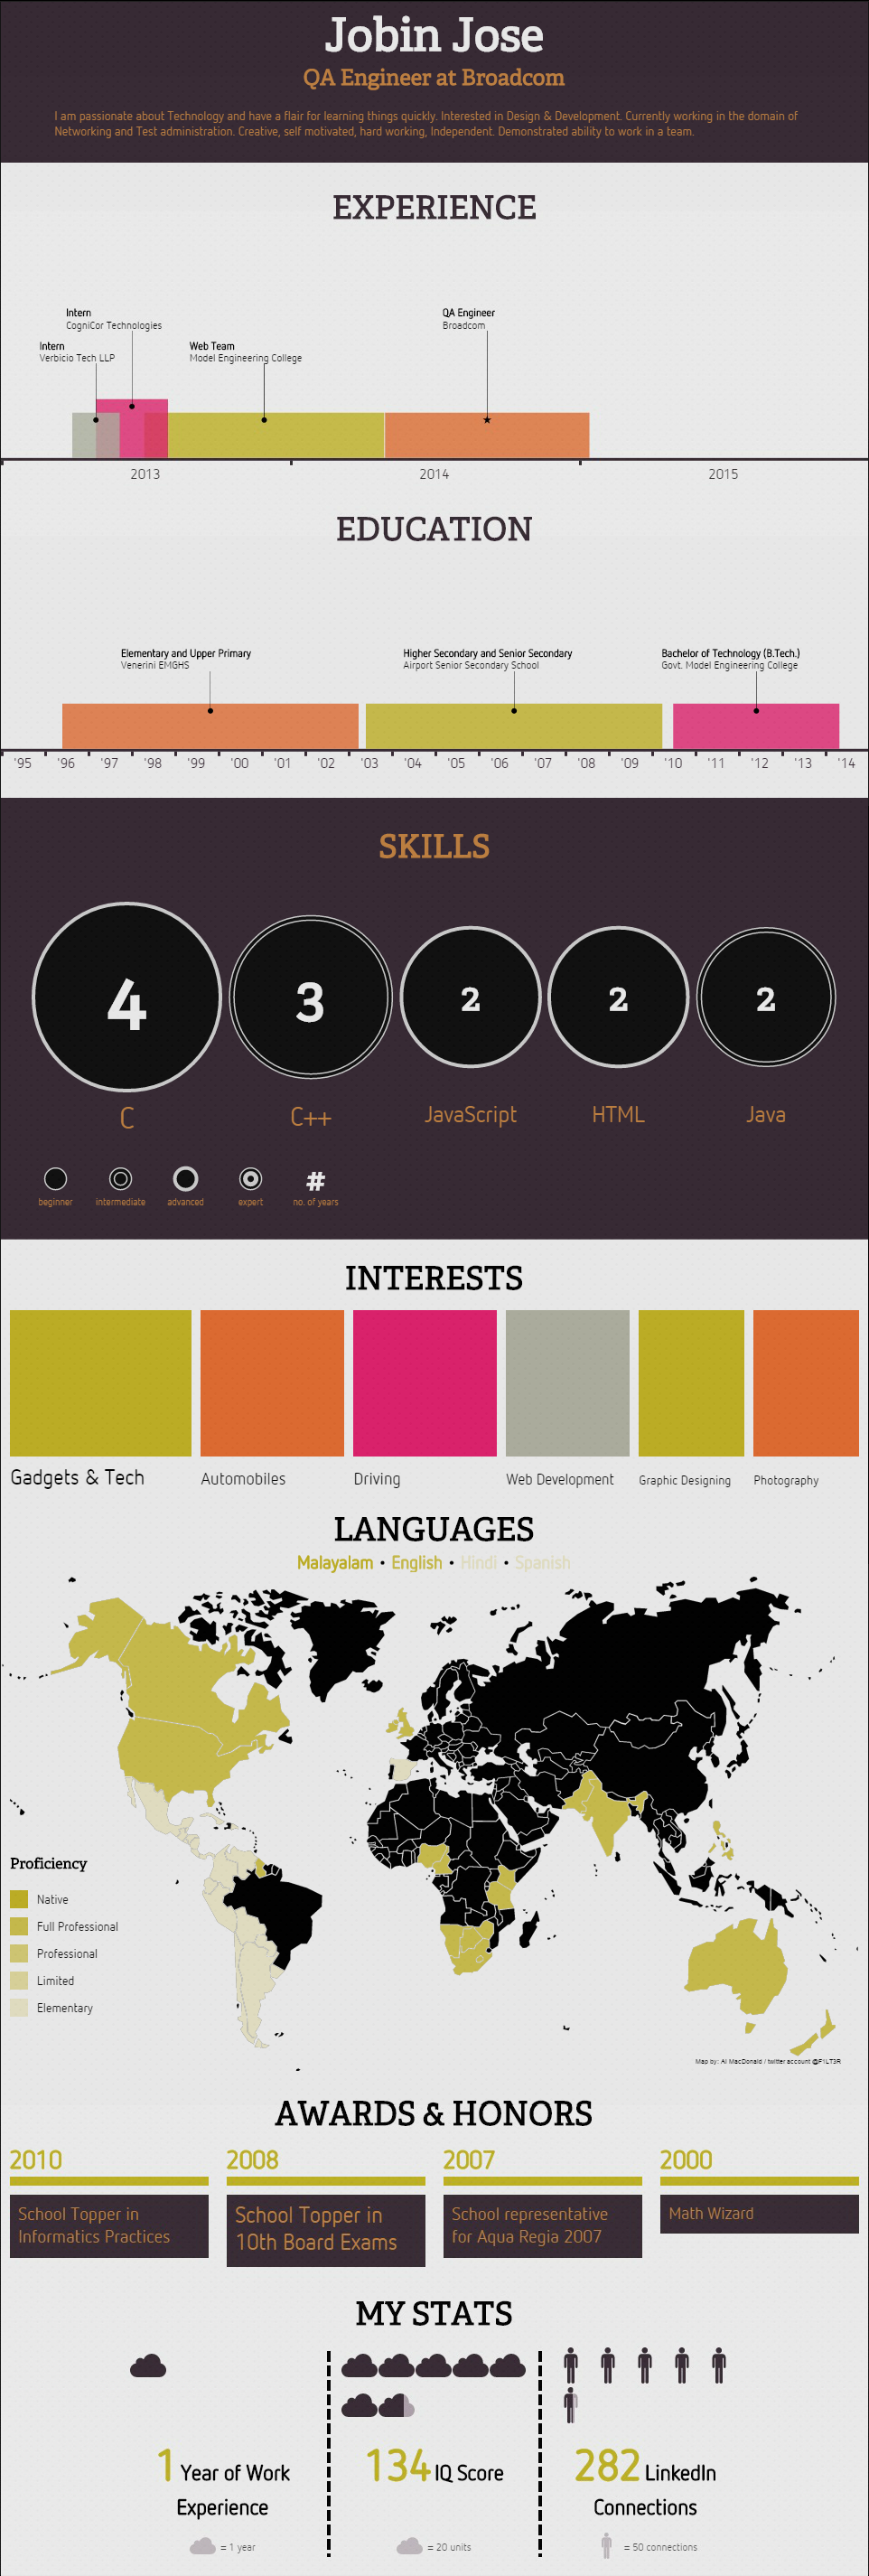 Jobin Jose
QA Engineer at Broadcom
I am passionate about Technology and have a flair for learning things quickly. Interested in Design & Development. Currently working in the domain of
Networking and Test administration. Creative, self motivated, hard working, Independent. Demonstrated ability to work in a team.
EXPERIENCE
Intern
CogniCor Technologies
QA Engineer
Broadcom
Intern
Verbicio Tech LLP
Web Team
Model Engineering College
2013
2014
2015
EDUCATION
Elementary and Upper Primary
Venerini EMGHS
Higher Secondary and Senior Secondary
Airport Senior Secondary School
Bachelor of Technology (B.Tech.)
Govt. Model Engineering College
'95 '96 '97 '98 '99 '00 '01 '02 '03 '04 '05 '06 '07 '08 '09 '10 '11 '12 '13 '14
SKILLS
4 3 2 2 2
C C++ JavaScript HTML Java
#
beginner intermediate advanced expert no. of years
INTERESTS
Gadgets & Tech Automobiles Driving Web Development Graphic Designing Photography
LANGUAGES
Malayalam • English • Hindi • Spanish
Proficiency
Native
Full Professional
Professional
Limited
Elementary
Map by: Al MacDonald / twitter account @F1LT3R
AWARDS & HONORS
2010
School Topper in
Informatics Practices
2008
School Topper in
10th Board Exams
2007
School representative
for Aqua Regia 2007
2000
Math Wizard
MY STATS
1 Year of Work
Experience
= 1 year
134 IQ Score
= 20 units
282 LinkedIn
Connections
= 50 connections